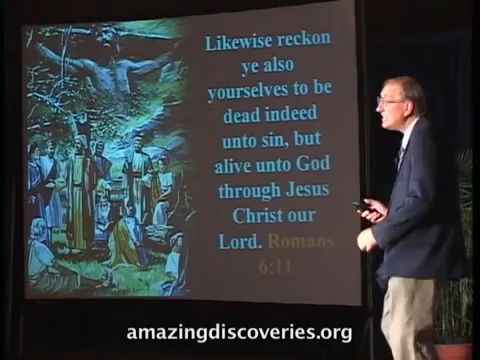 Likewise reckon
ye also
yourselves to be
dead indeed
unto sin, but
alive unto God
through Jesus
Christ our
Lord. Romans
6:11
amazingdiscoveries.org